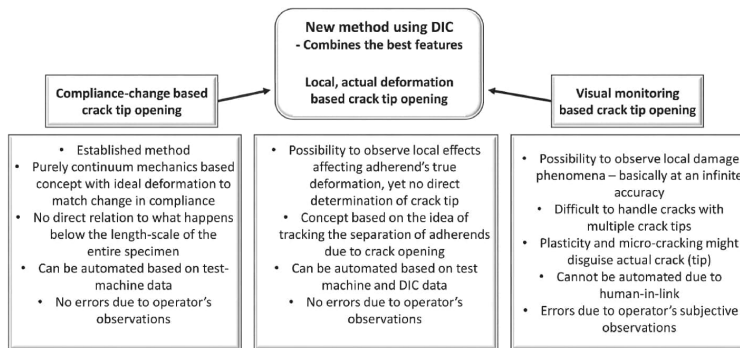 New method using DIC
- Combines the best features
Local, actual deformation
based crack tip opening
Compliance-change based
crack tip opening
Visual monitoring
based crack tip opening
• Established method
• Purely continuum mechanics based
concept with ideal deformation to
match change in compliance
• No direct relation to what happens
below the length-scale of the
entire specimen
• Can be automated based on test-
machine data
• No errors due to operator's
observations
• Possibility to observe local effects
affecting adherend's true
deformation, yet no direct
determination of crack tip
• Concept based on the idea of
tracking the separation of adherends
due to crack opening
• Can be automated based on test
machine and DIC data
• No errors due to operator's
observations
• Possibility to observe local damage
phenomena – basically at an infinite
accuracy
• Difficult to handle cracks with
multiple crack tips
• Plasticity and micro-cracking might
disguise actual crack (tip)
• Cannot be automated due to
human-in-link
• Errors due to operator's subjective
observations